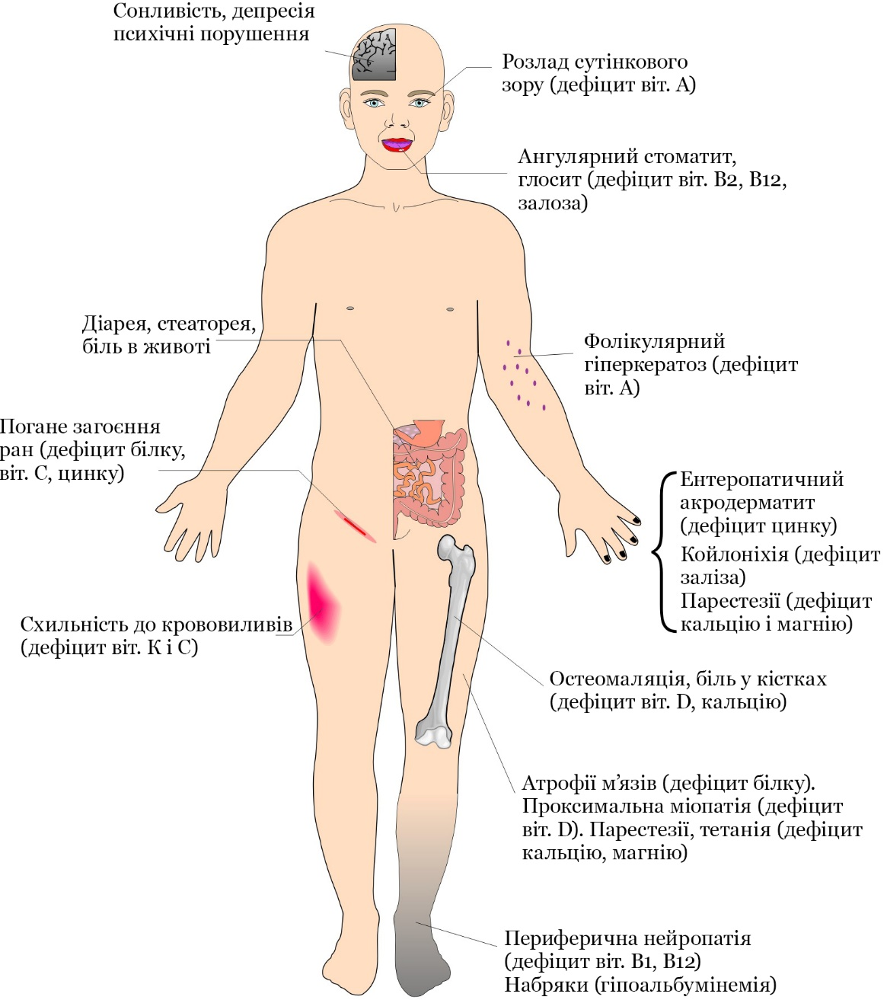 Сонливість, депресія
психічні порушення
Розлад сутінкового
зору (дефіцит віт. А)
Ангулярний стоматит,
глосит (дефіцит віт. В2, В12,
залоза)
Діарея, стеаторея,
біль в животі
Фолікулярний
гіперкератоз (дефіцит
віт. А)
Погане загоєння
ран (дефіцит білку,
віт. С, цинку)
Ентеропатичний
акродерматит
(дефіцит цинку)
Койлоніхія (дефіцит
заліза)
Парестезії (дефіцит
кальцію і магнію)
Схильність до крововиливів
(дефіцит віт. К і С)
Остеомаляція, біль у кістках
(дефіцит віт. D, кальцію)
Атрофії м’язів (дефіцит білку).
Проксимальна міопатія (дефіцит
віт. D). Парестезії, тетанія (дефіцит
кальцію, магнію)
Периферична нейропатія
(дефіцит віт. В1, В12)
Набряки (гіпоальбумінемія)